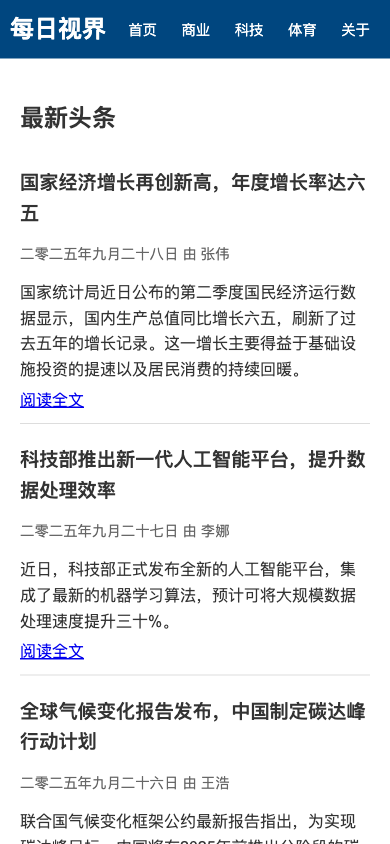 每日视界
首页 商业 科技 体育 关于
最新头条
国家经济增长再创新高，年度增长率达六
五
二零二五年九月二十八日 由 张伟
国家统计局近日公布的第二季度国民经济运行数
据显示，国内生产总值同比增长六五，刷新了过
去五年的增长记录。这一增长主要得益于基础设
施投资的提速以及居民消费的持续回暖。
阅读全文
科技部推出新一代人工智能平台，提升数
据处理效率
二零二五年九月二十七日 由 李娜
近日，科技部正式发布全新的人工智能平台，集
成了最新的机器学习算法，预计可将大规模数据
处理速度提升三十%。
阅读全文
全球气候变化报告发布，中国制定碳达峰
行动计划
二零二五年九月二十六日 由 王浩
联合国气候变化框架公约最新报告指出，为实现